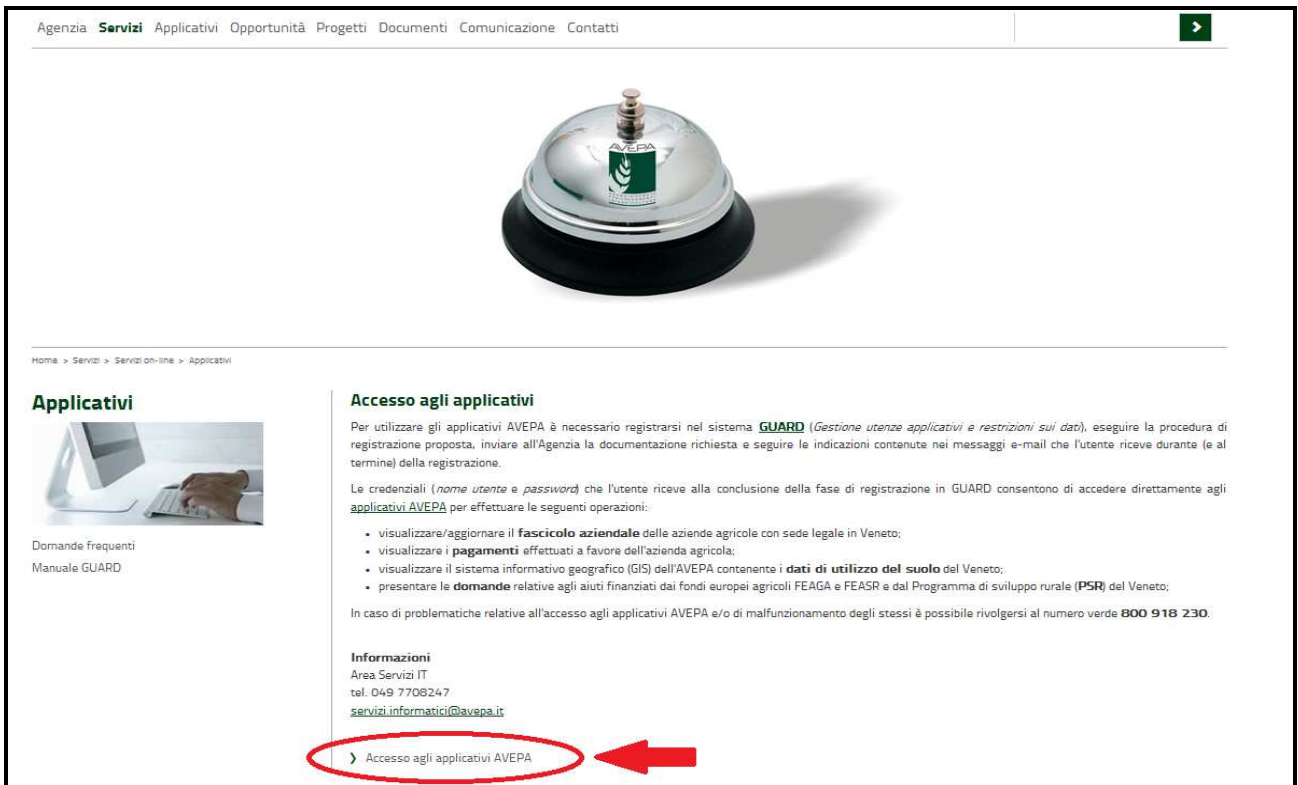 Agenzia Servizi Applicativi Opportunità Progetti Documenti Comunicazione Contatti
AVEPA
Home > Servizi > Servizi on-line > Applicativi
Applicativi
Domande frequenti
Manuale GUARD
Accesso agli applicativi
Per utilizzare gli applicativi AVEPA è necessario registrarsi nel sistema GUARD (Gestione utenze applicativi e restrizioni sui dati), eseguire la procedura di
registrazione proposta, inviare all'Agenzia la documentazione richiesta e seguire le indicazioni contenute nei messaggi e-mail che l'utente riceve durante (e al
termine) della registrazione.
Le credenziali (nome utente e password) che l'utente riceve alla conclusione della fase di registrazione in GUARD consentono di accedere direttamente agli
applicativi AVEPA per effettuare le seguenti operazioni:
• visualizzare/aggiornare il fascicolo aziendale delle aziende agricole con sede legale in Veneto;
• visualizzare i pagamenti effettuati a favore dell'azienda agricola;
• visualizzare il sistema informativo geografico (GIS) dell'AVEPA contenente i dati di utilizzo del suolo del Veneto;
• presentare le domande relative agli aiuti finanziati dai fondi europei agricoli FEAGA e FEASR e dal Programma di sviluppo rurale (PSR) del Veneto;
In caso di problematiche relative all'accesso agli applicativi AVEPA e/o di malfunzionamento degli stessi è possibile rivolgersi al numero verde 800 918 230.
Informazioni
Area Servizi IT
tel. 049 7708247
servizi.informatici@avepa.it
Accesso agli applicativi AVEPA